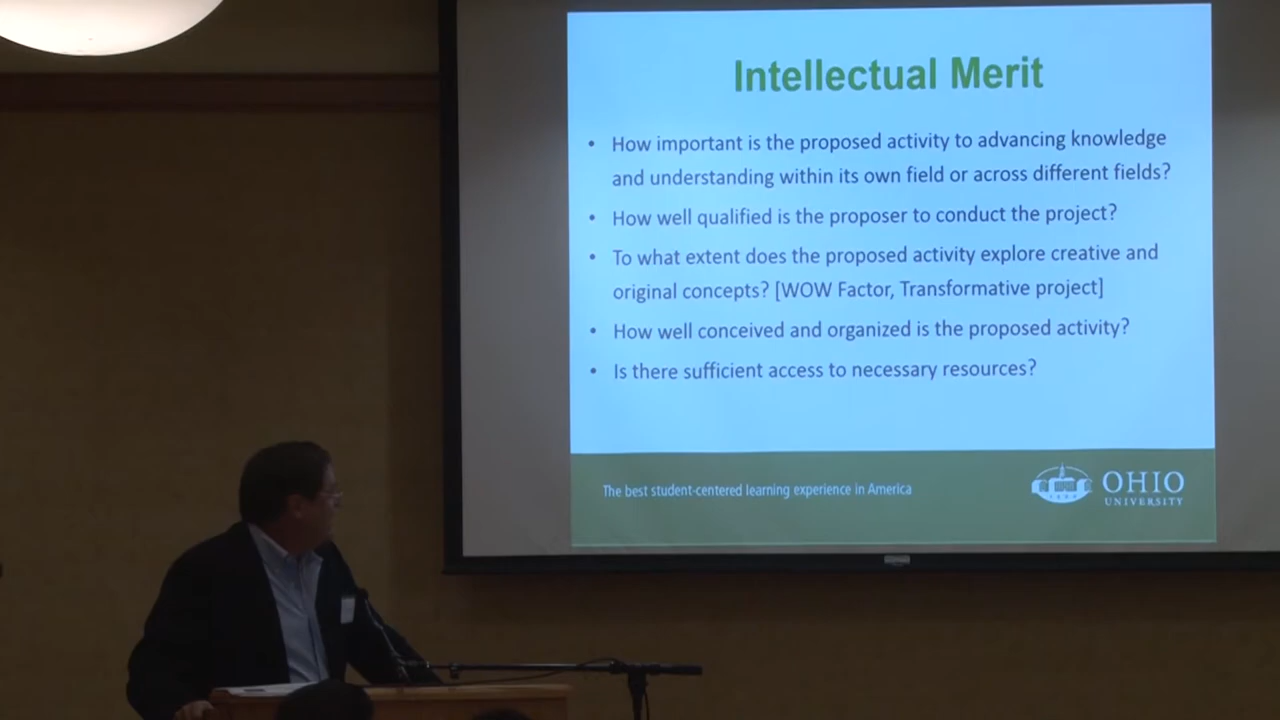 Intellectual Merit
• How important is the proposed activity to advancing knowledge
and understanding within its own field or across different fields?
• How well qualified is the proposer to conduct the project?
• To what extent does the proposed activity explore creative and
original concepts? [WOW Factor, Transformative project]
• How well conceived and organized is the proposed activity?
• Is there sufficient access to necessary resources?
The best student-centered learning experience in America
OHIO
UNIVERSITY